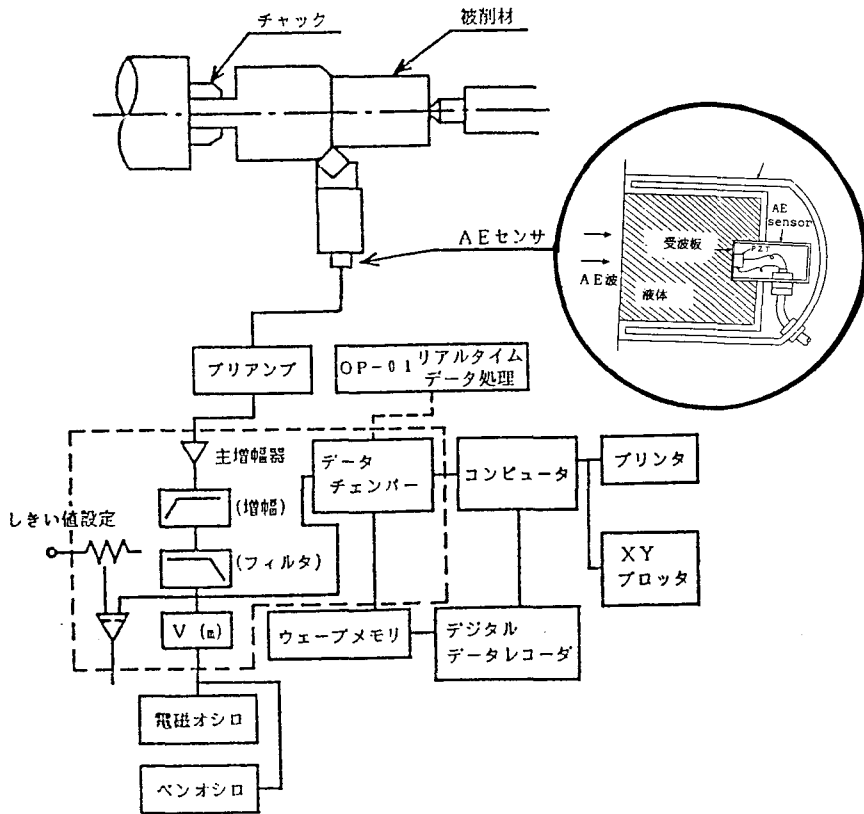 チャック
被削材
AE
sensor
PZT
受波板
AE波
液体
AEセンサ
プリアンプ
OP-01 リアルタイム
データ処理
主増幅器
(増幅)
しきい値設定
(フィルタ)
V (m)
データ
チェンバー
コンピュータ
プリンタ
XY
プロッタ
ウェーブメモリ
デジタル
データレコーダ
電磁オシロ
ペンオシロ